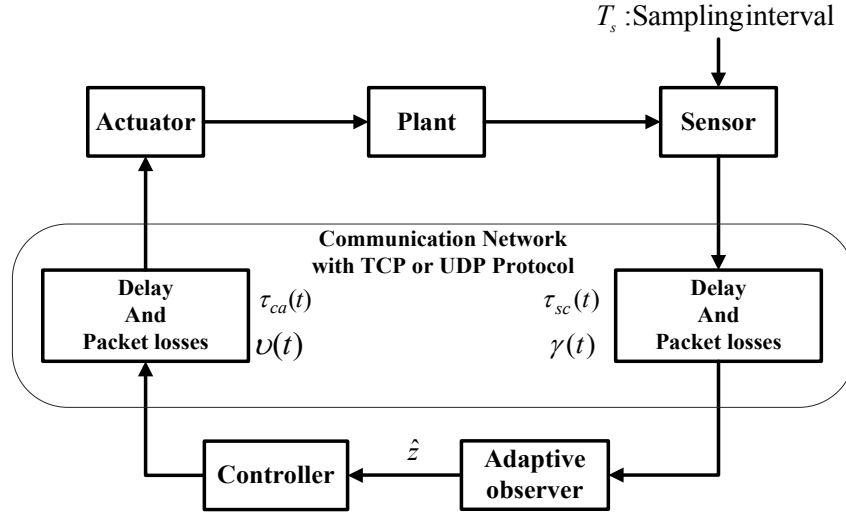 T_s :Samplinginterval
Actuator
Plant
Sensor
Communication Network
with TCP or UDP Protocol
Delay
And
Packet losses
τ_ca(t)
υ(t)
τ_sc(t)
γ(t)
Delay
And
Packet losses
Controller
ẑ
Adaptive
observer